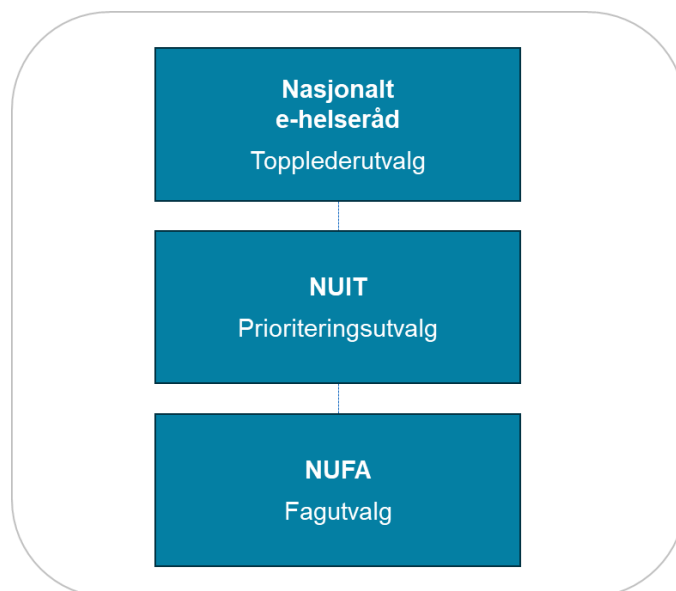 Nasjonalt
e-helseråd
Topplederutvalg
NUIT
Prioriteringsutvalg
NUFA
Fagutvalg